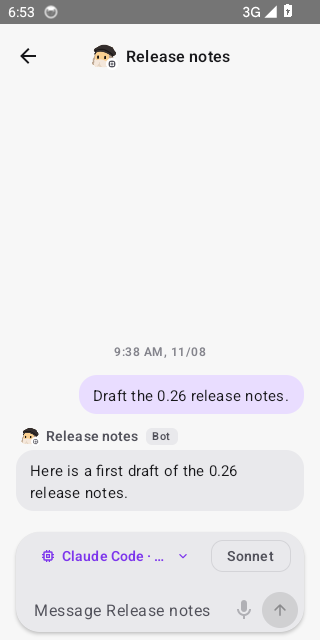 6:53
3G
Release notes
9:38 AM, 11/08
Draft the 0.26 release notes.
Release notes Bot
Here is a first draft of the 0.26
release notes.
Claude Code · ...
Sonnet
Message Release notes